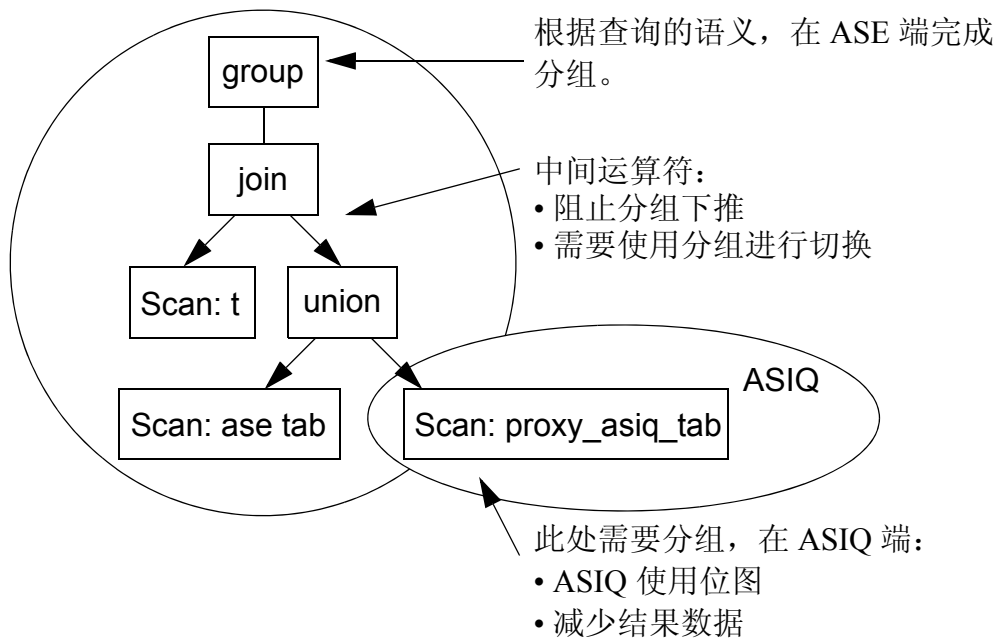 根据查询的语义，在 ASE 端完成
分组。
group
join
中间运算符：
• 阻止分组下推
• 需要使用分组进行切换
Scan: t
union
ASIQ
Scan: ase tab
Scan: proxy_asiq_tab
此处需要分组，在 ASIQ 端：
• ASIQ 使用位图
• 减少结果数据